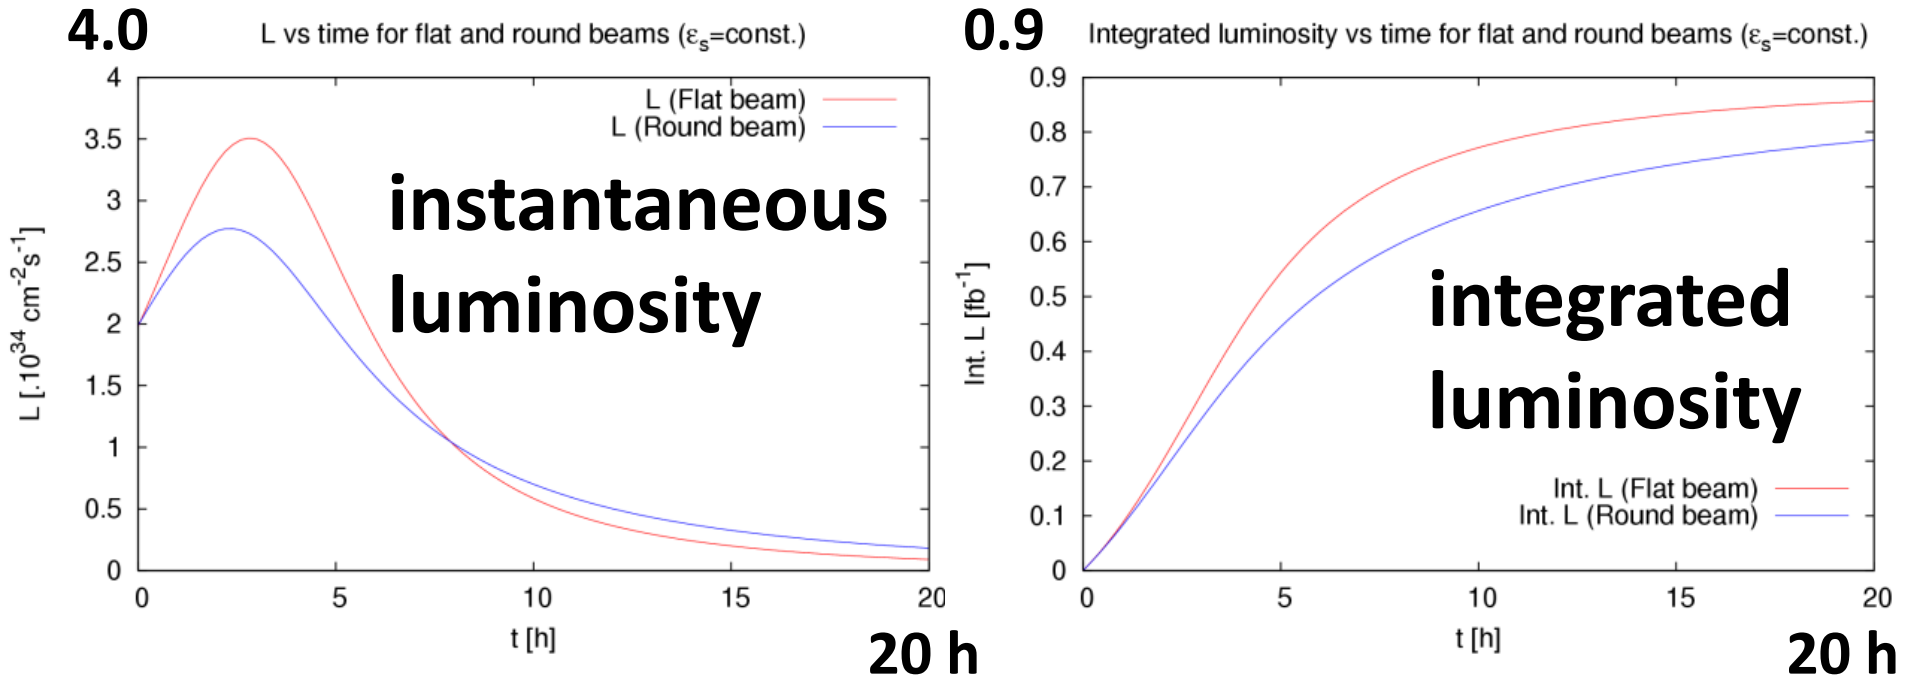 4.0
L vs time for flat and round beams (εs=const.)
4
3.5
3
2.5
2
1.5
1
0.5
0
L [.10^34 cm^-2s^-1]
L (Flat beam)
L (Round beam)
instantaneous
luminosity
0
5
10
15
20
t [h]
20 h
0.9
Integrated luminosity vs time for flat and round beams (εs=const.)
0.9
0.8
0.7
0.6
0.5
0.4
0.3
0.2
0.1
0
Int. L [fb^-1]
integrated
luminosity
Int. L (Flat beam)
Int. L (Round beam)
0
5
10
15
20
t [h]
20 h